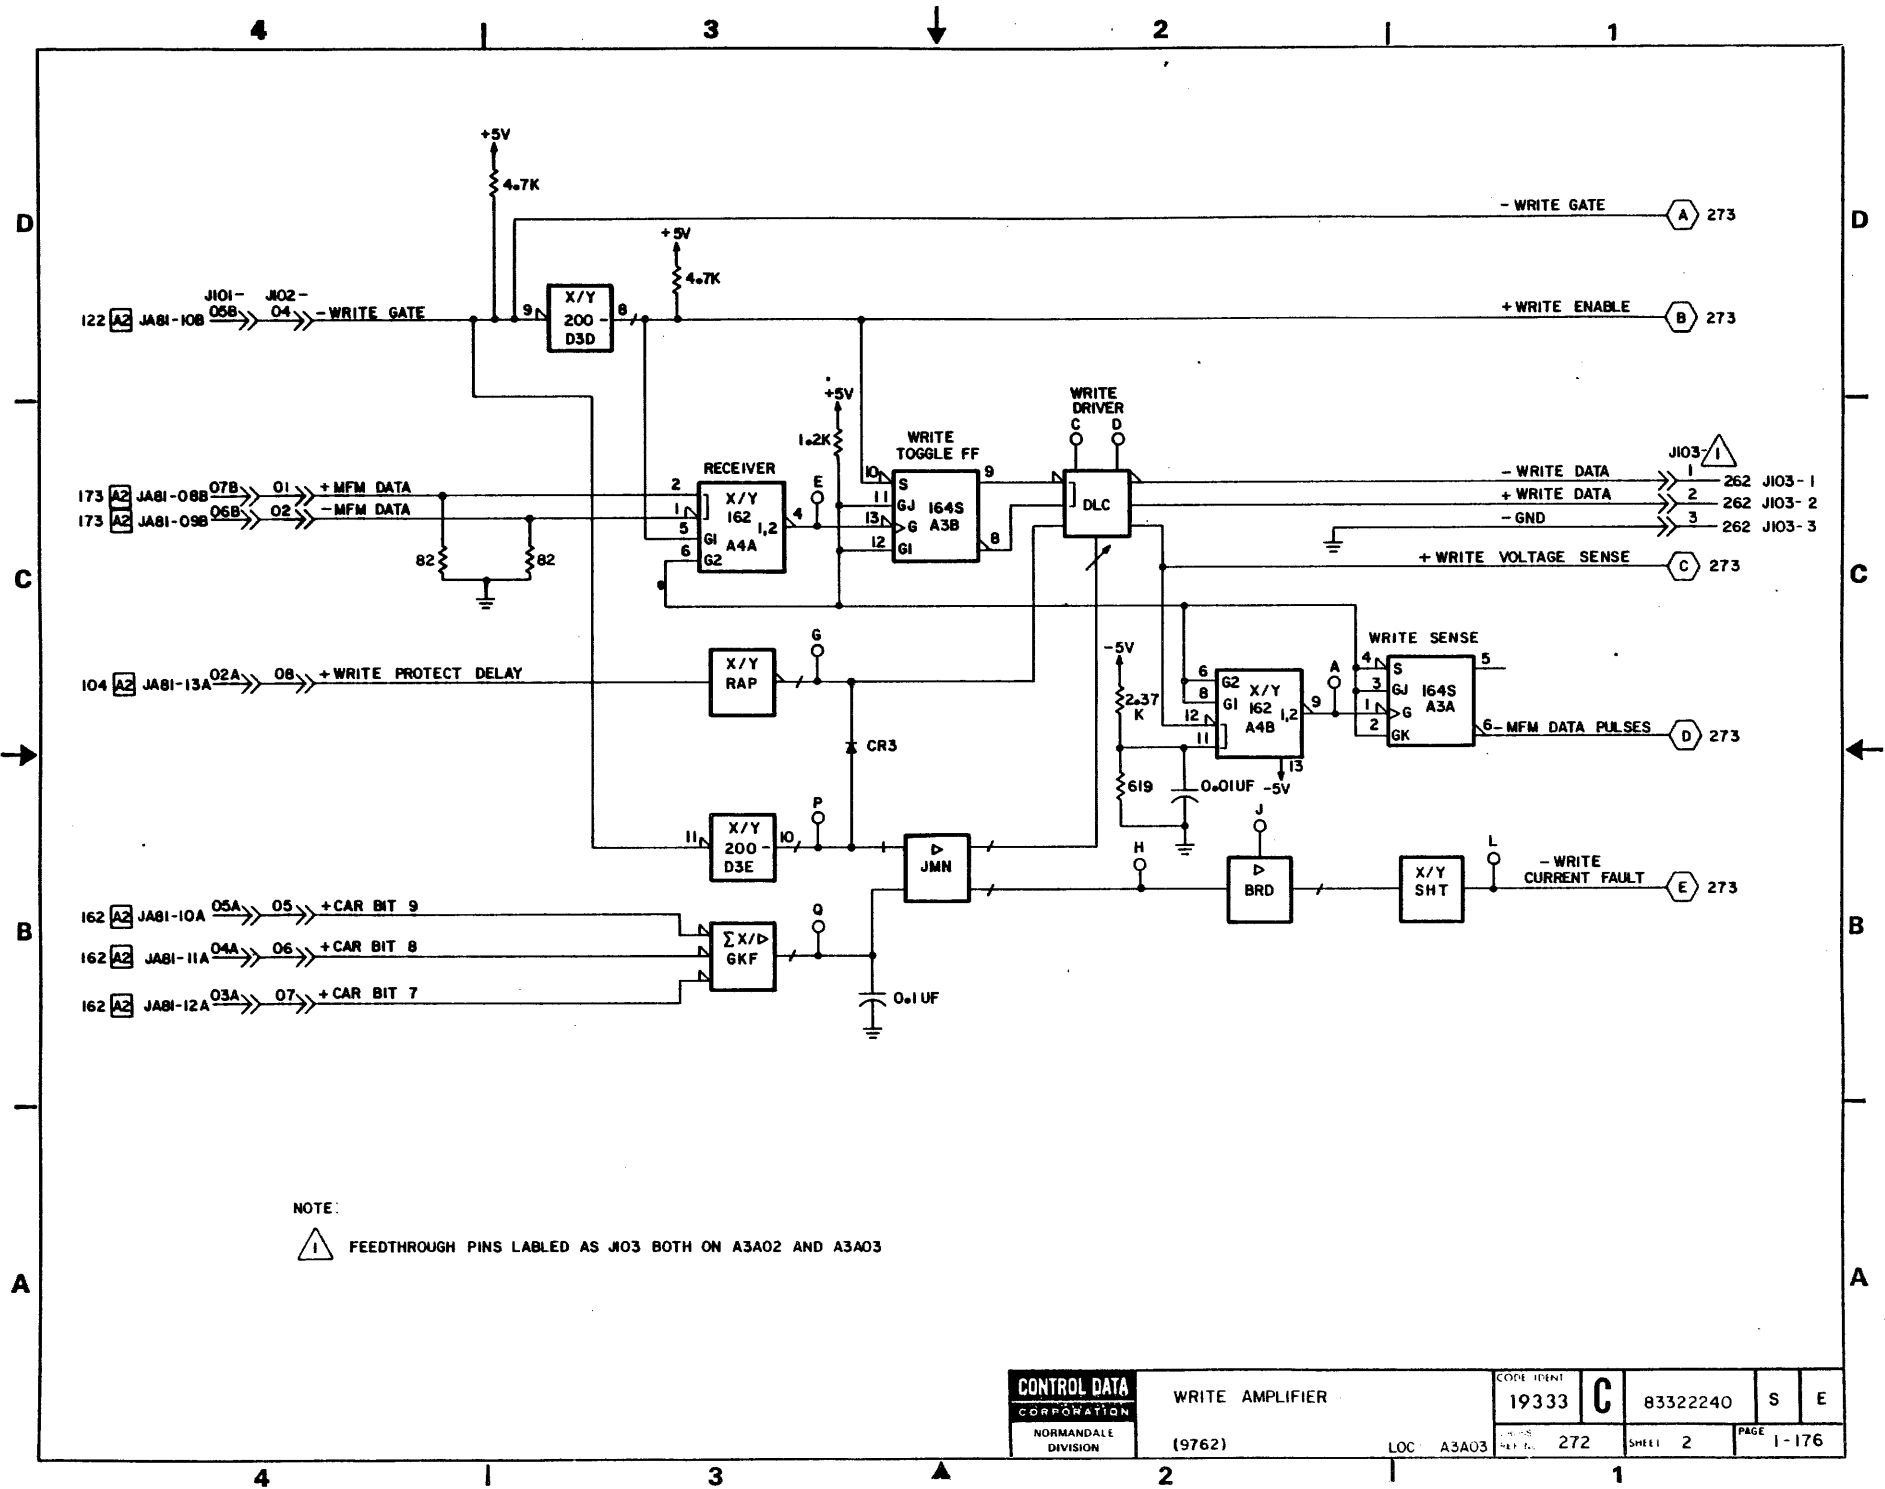 4 3 2 1
+5V
4.7K
D D
- WRITE GATE A 273
+5V
4.7K
J101- J102-
122 A2 JA81-10B 05B 04 -WRITE GATE 9 X/Y 200 - D3D 8 +WRITE ENABLE B 273
+5V
1.2K
WRITE DRIVER
C D
WRITE TOGGLE FF
RECEIVER
J103- 1
173 A2 JA81-08B 07B 01 +MFM DATA
173 A2 JA81-09B 06B 02 -MFM DATA
2 1 5 6 X/Y 162 1,2 G1 A4A G2 4
E
10 11 13 12 S GJ G G1 164S A3B 9 8
DLC
- WRITE DATA 1 262 J103-1
+ WRITE DATA 2 262 J103-2
-GND 3 262 J103-3
82 82
+WRITE VOLTAGE SENSE C 273
C C
WRITE SENSE
104 A2 JA81-13A 02A 08 +WRITE PROTECT DELAY X/Y RAP G
-5V
2.37 K
6 8 12 11 G2 G1 X/Y 162 1,2 A4B 9 13 -5V
A
4 3 1 2 S GJ G GK 164S A3A 5 6
-MFM DATA PULSES D 273
CR3
619
0.01UF
11 X/Y 200 - D3E 10 P
JMN
H
J
BRD
X/Y SHT
L
-WRITE CURRENT FAULT E 273
B B
162 A2 JA81-10A 05A 05 +CAR BIT 9
162 A2 JA81-11A 04A 06 +CAR BIT 8
162 A2 JA81-12A 03A 07 +CAR BIT 7
ΣX/▷ GKF
Q
0.1UF
NOTE:
1 FEEDTHROUGH PINS LABLED AS J103 BOTH ON A3A02 AND A3A03
A A
CONTROL DATA
CORPORATION
NORMANDALE
DIVISION
WRITE AMPLIFIER
(9762) LOC A3A03
CODE IDENT
19333 C 83322240 S E
REF N. 272 SHEET 2 PAGE 1-176
4 3 2 1